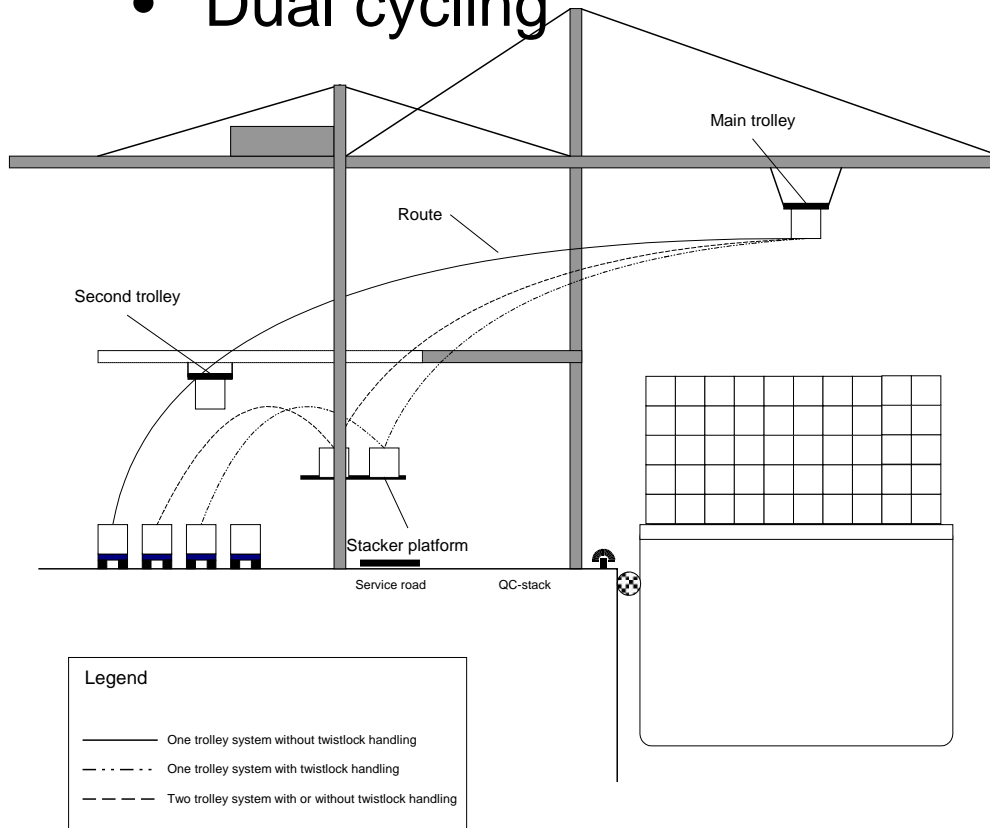 • Dual cycling
Main trolley
Route
Second trolley
Stacker platform
Service road
QC-stack
Legend
One trolley system without twistlock handling
One trolley system with twistlock handling
Two trolley system with or without twistlock handling